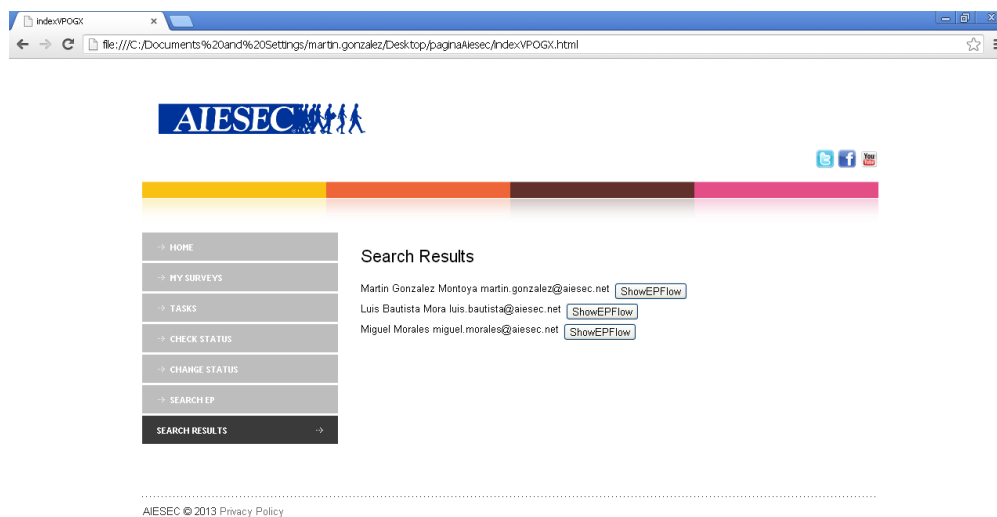 indexVPOGX
file:///C:/Documents%20and%20Settings/martin.gonzalez/Desktop/paginaAiesec/indexVPOGX.html
AIESEC
You Tube
HOME
MY SURVEYS
TASKS
CHECK STATUS
CHANGE STATUS
SEARCH EP
SEARCH RESULTS
Search Results
Martin Gonzalez Montoya martin.gonzalez@aiesec.net ShowEPFlow
Luis Bautista Mora luis.bautista@aiesec.net ShowEPFlow
Miguel Morales miguel.morales@aiesec.net ShowEPFlow
AIESEC © 2013 Privacy Policy